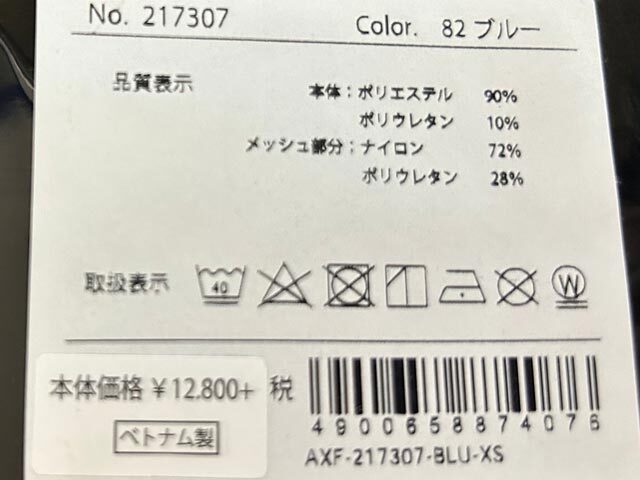 No. 217307 Color. 82 ブルー
品質表示 本体：ポリエステル 90%
ポリウレタン 10%
メッシュ部分：ナイロン 72%
ポリウレタン 28%
取扱表示 40 W
本体価格 ¥12,800+ 税
ベトナム製
4900658874076
AXF-217307-BLU-XS